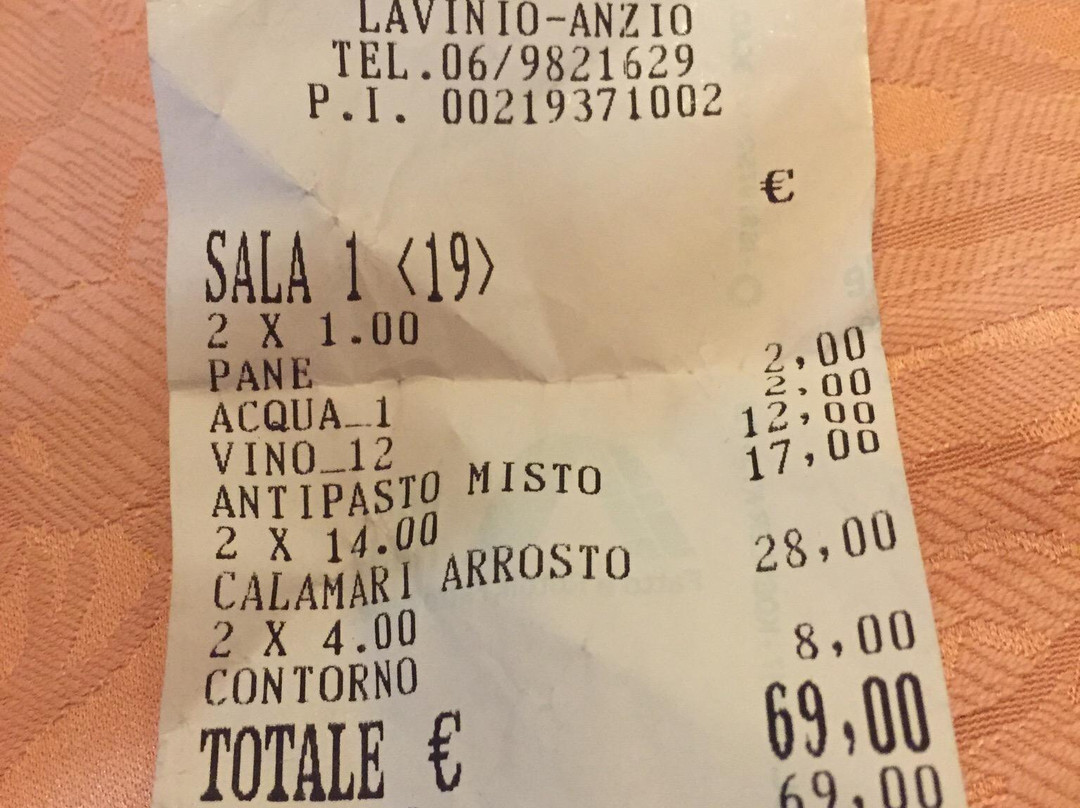 LAVINIO-ANZIO
TEL.06/9821629
P.I. 00219371002
€
SALA 1 <19>
2 X 1.00
PANE 2,00
ACQUA_1 2,00
VINO_12 12,00
ANTIPASTO MISTO 17,00
2 X 14.00
CALAMARI ARROSTO 28,00
2 X 4.00
CONTORNO 8,00
TOTALE € 69,00
69,00